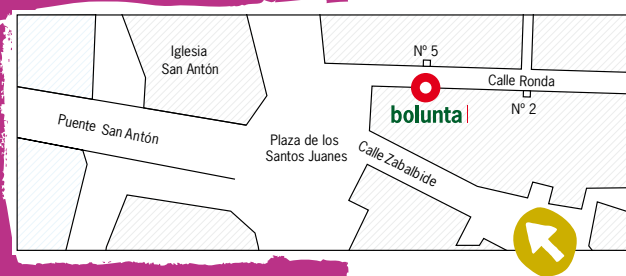 Iglesia
San Antón
Nº 5
Calle Ronda
Nº 2
bolunta
Puente San Antón
Plaza de los
Santos Juanes
Calle Zabalbide